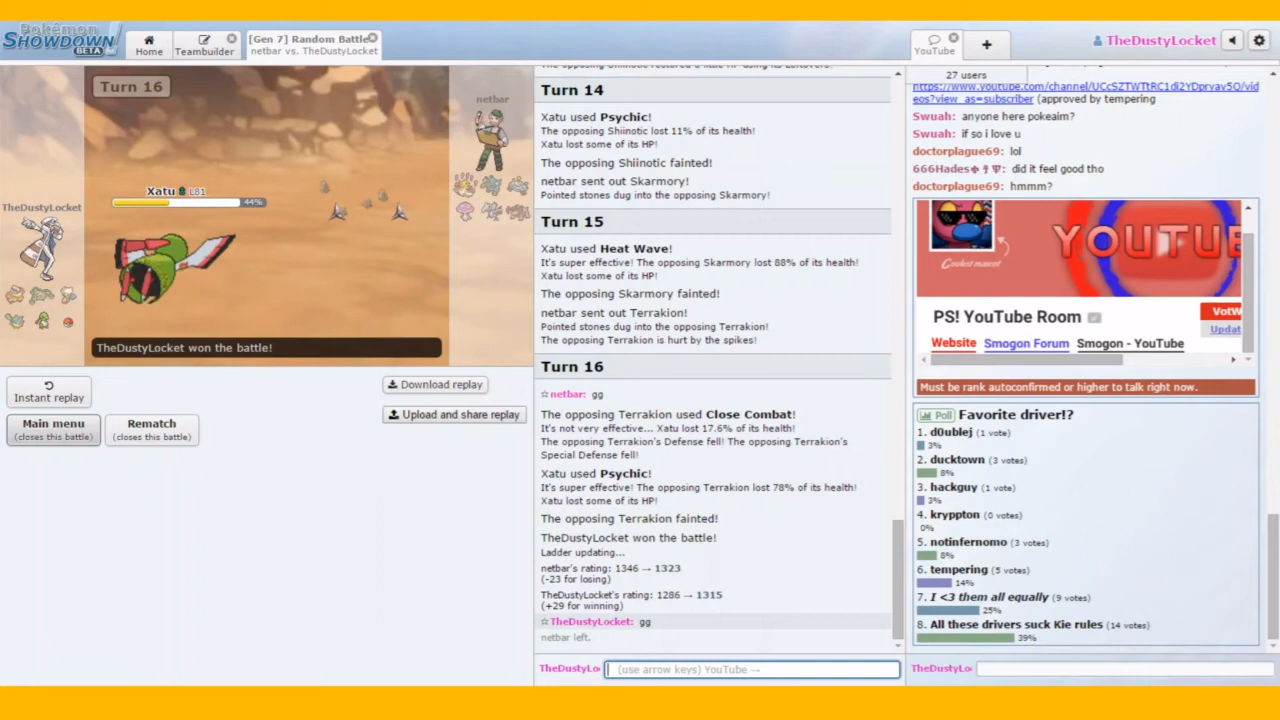 Pokémon
SHOWDOWN
BETA
Home
Teambuilder
[Gen 7] Random Battle
netbar vs. TheDustyLocket
YouTube
+
TheDustyLocket
Turn 16
netbar
Xatu L81
44%
TheDustyLocket
TheDustyLocket won the battle!
Instant replay
Download replay
Upload and share replay
Main menu
(closes this battle)
Rematch
(closes this battle)
Turn 14
Xatu used Psychic!
The opposing Shiinotic lost 11% of its health!
Xatu lost some of its HP!
The opposing Shiinotic fainted!
netbar sent out Skarmory!
Pointed stones dug into the opposing Skarmory!
Turn 15
Xatu used Heat Wave!
It's super effective! The opposing Skarmory lost 88% of its health!
Xatu lost some of its HP!
The opposing Skarmory fainted!
netbar sent out Terrakion!
Pointed stones dug into the opposing Terrakion!
The opposing Terrakion is hurt by the spikes!
Turn 16
☆netbar: gg
The opposing Terrakion used Close Combat!
It's not very effective... Xatu lost 17.6% of its health!
The opposing Terrakion's Defense fell! The opposing Terrakion's
Special Defense fell!
Xatu used Psychic!
It's super effective! The opposing Terrakion lost 78% of its health!
Xatu lost some of its HP!
The opposing Terrakion fainted!
TheDustyLocket won the battle!
Ladder updating...
netbar's rating: 1346 → 1323
(-23 for losing)
TheDustyLocket's rating: 1286 → 1315
(+29 for winning)
☆TheDustyLocket: gg
netbar left.
TheDustyLo (use arrow keys) YouTube →
27 users
eos?view_as=subscriber (approved by tempering
Swuah: anyone here pokeaim?
Swuah: if so i love u
doctorplague69: lol
666Hades did it feel good tho
doctorplague69: hmmm?
Coolest mascot
YOUTUB
PS! YouTube Room
VotW
Updat
Website Smogon Forum Smogon - YouTube
Must be rank autoconfirmed or higher to talk right now.
Poll Favorite driver!?
1. d0ublej (1 vote)
3%
2. ducktown (3 votes)
8%
3. hackguy (1 vote)
3%
4. kryppton (0 votes)
0%
5. notinfernomo (3 votes)
8%
6. tempering (5 votes)
14%
7. I <3 them all equally (9 votes)
25%
8. All these drivers suck Kie rules (14 votes)
39%
TheDustyLo